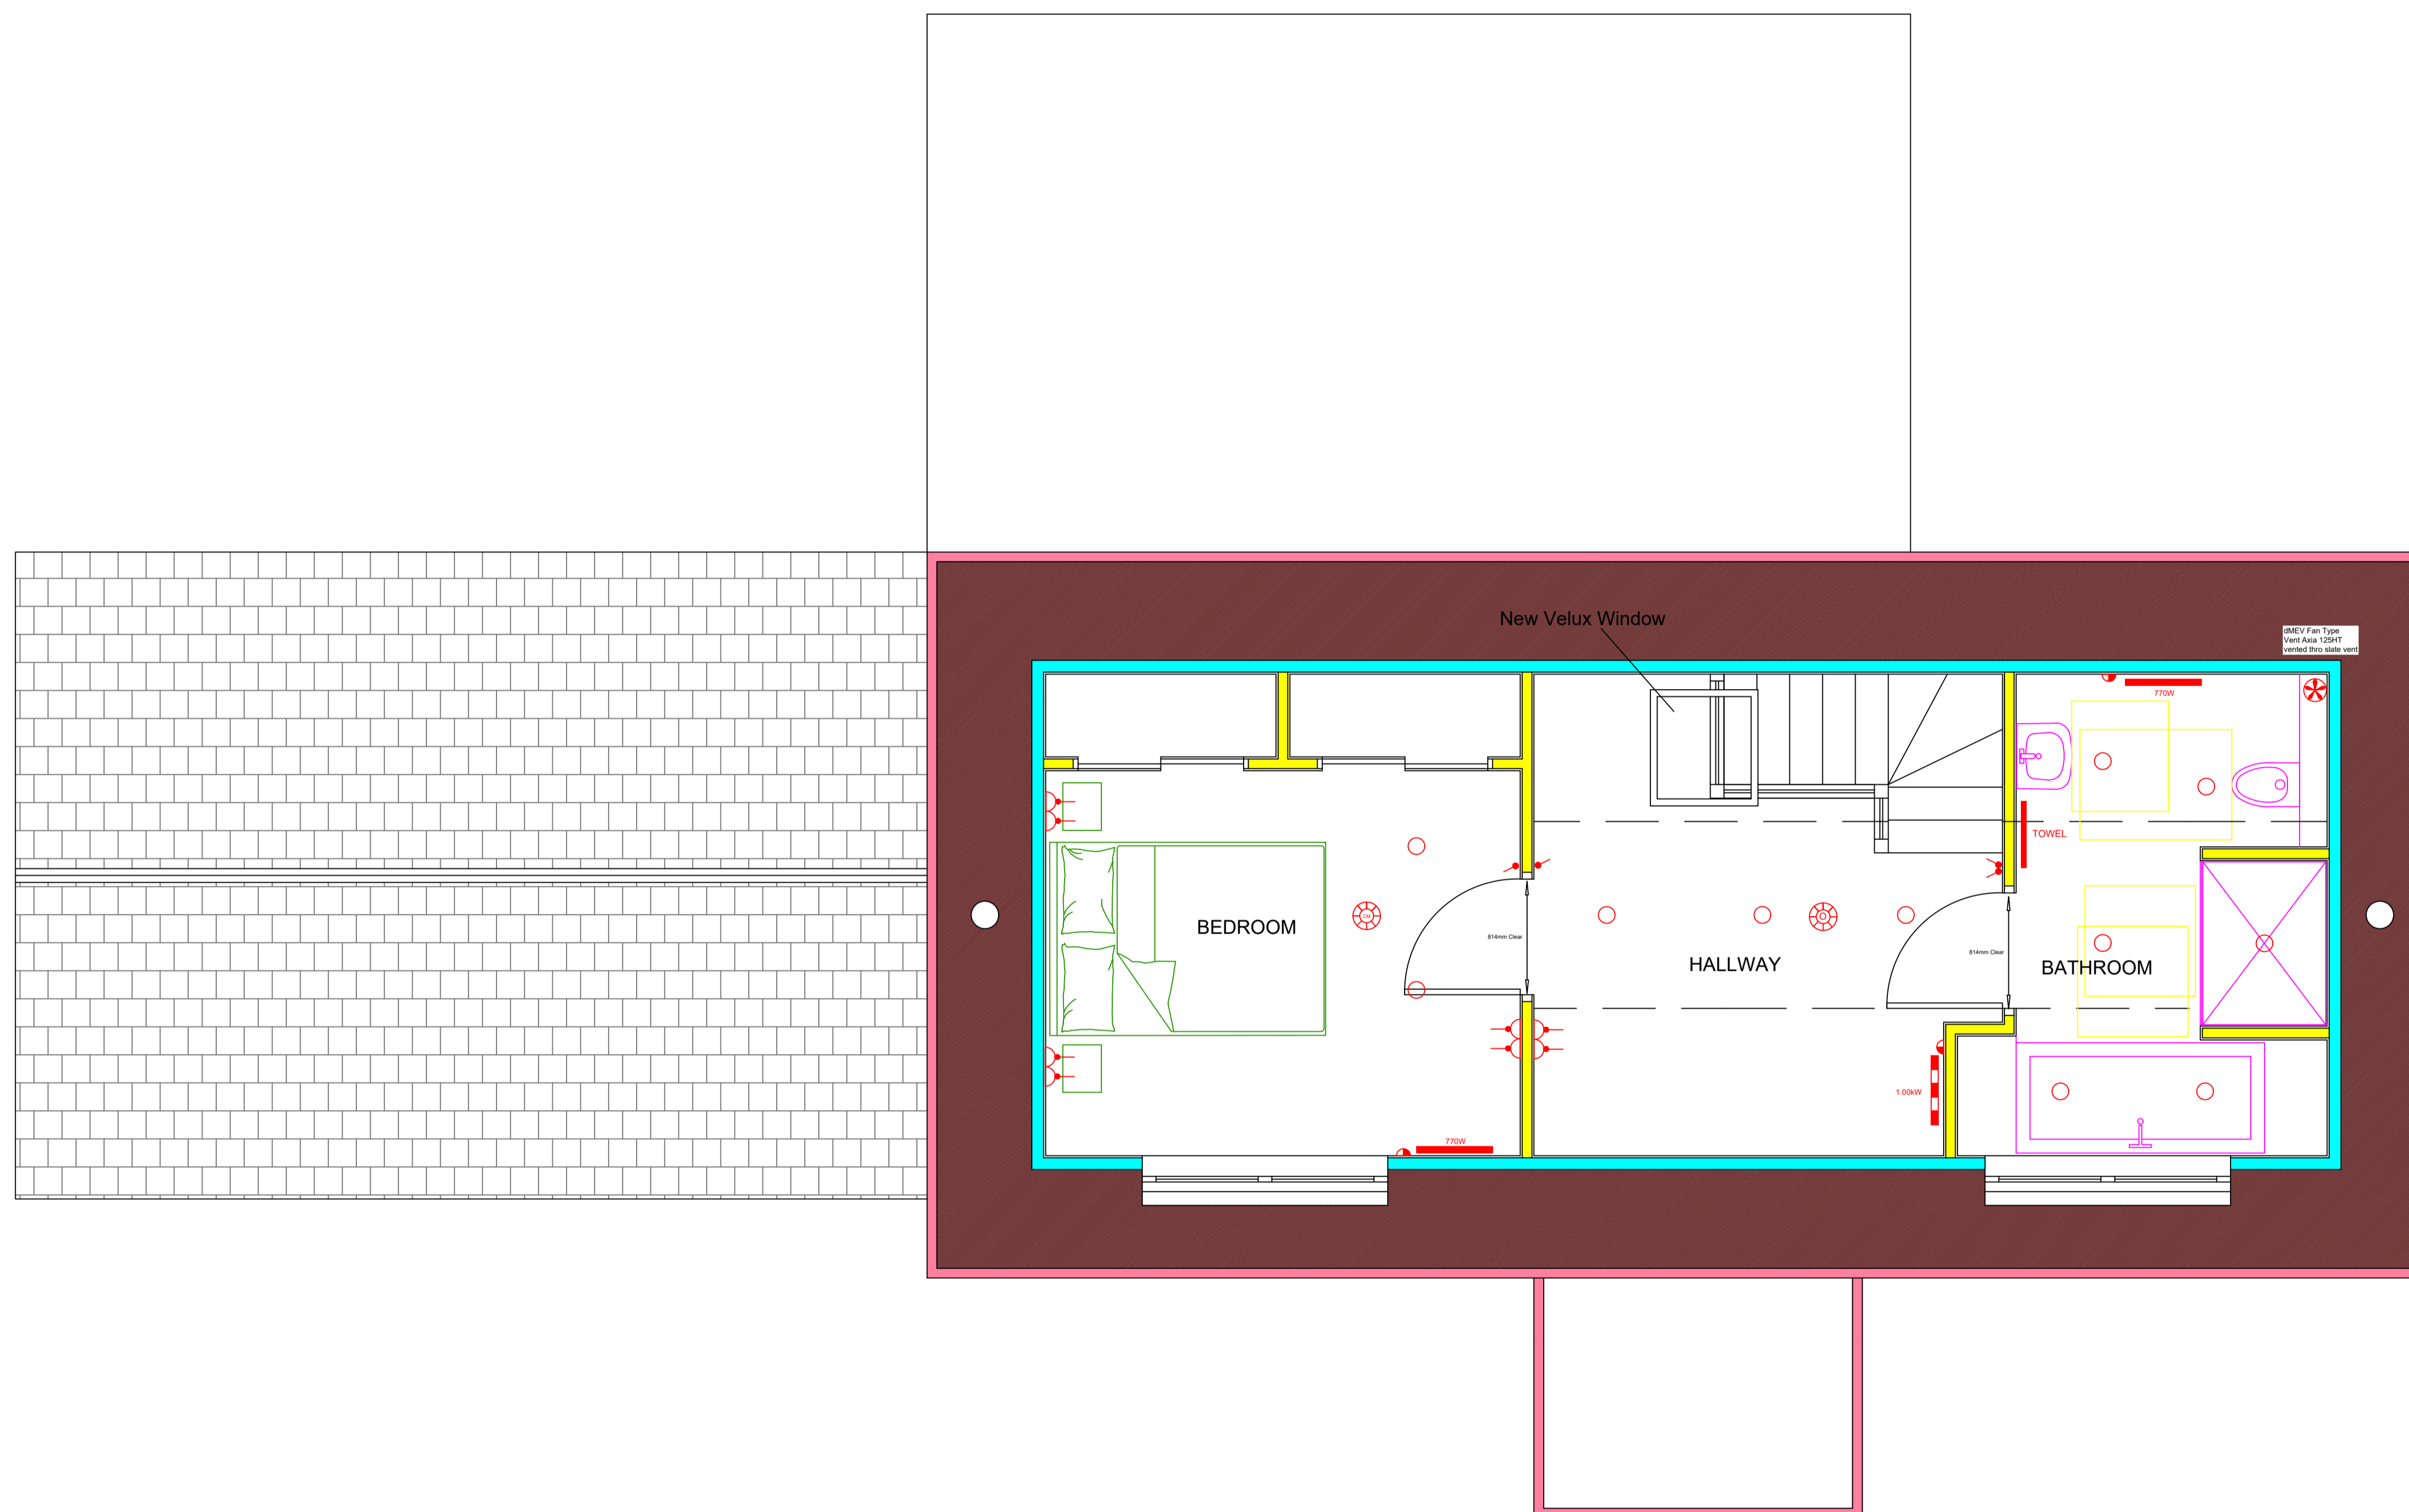 New Velux Window
dMEV Fan Type
Vent Axia 125HT
vented thro slate vent
770W
TOWEL
CM
BEDROOM
814mm Clear
HALLWAY
O
814mm Clear
BATHROOM
1.00kW
770W